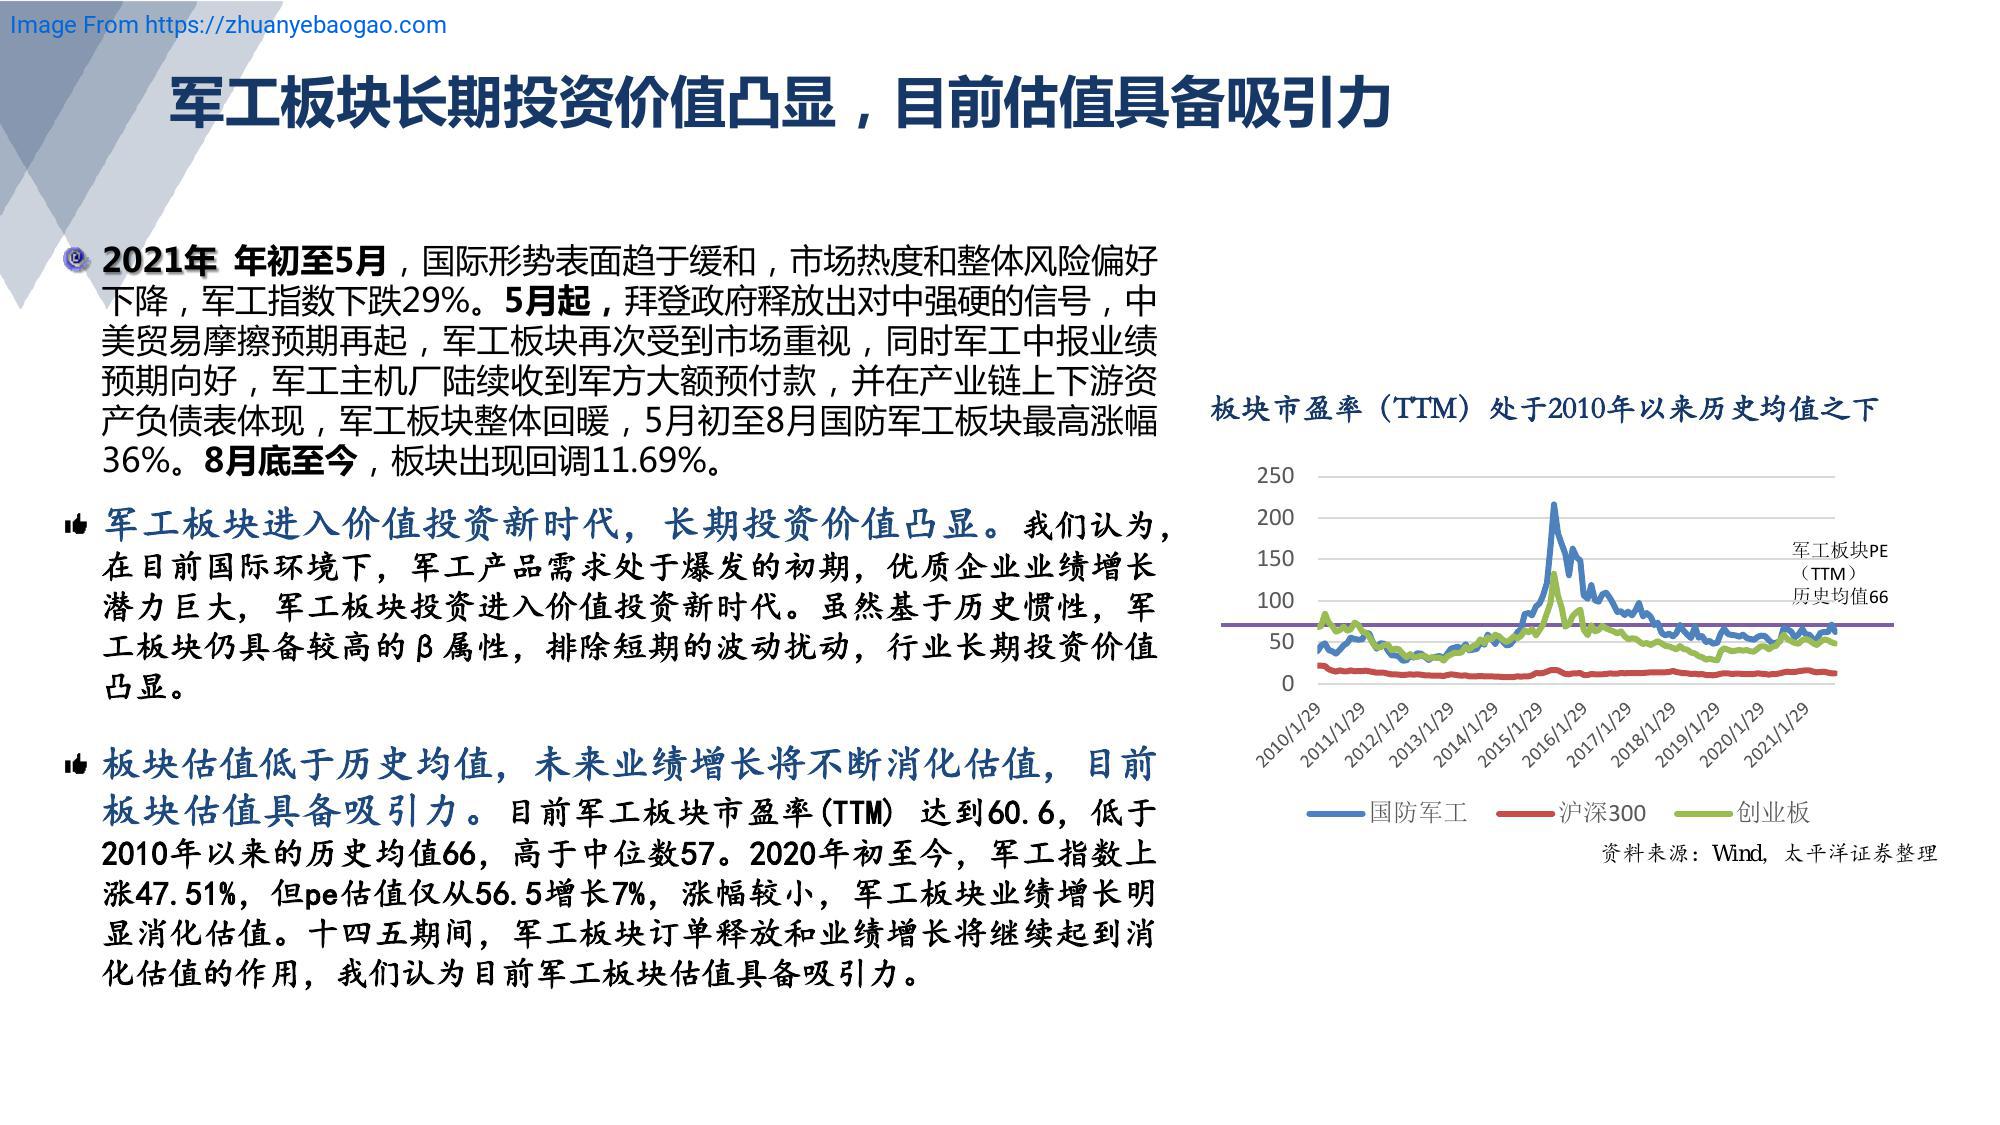 Image From https://zhuanyebaogao.com
军工板块长期投资价值凸显，目前估值具备吸引力
2021年 年初至5月，国际形势表面趋于缓和，市场热度和整体风险偏好
下降，军工指数下跌29%。5月起，拜登政府释放出对中强硬的信号，中
美贸易摩擦预期再起，军工板块再次受到市场重视，同时军工中报业绩
预期向好，军工主机厂陆续收到军方大额预付款，并在产业链上下游资
产负债表体现，军工板块整体回暖，5月初至8月国防军工板块最高涨幅
36%。8月底至今，板块出现回调11.69%。
军工板块进入价值投资新时代，长期投资价值凸显。我们认为，
在目前国际环境下，军工产品需求处于爆发的初期，优质企业业绩增长
潜力巨大，军工板块投资进入价值投资新时代。虽然基于历史惯性，军
工板块仍具备较高的β属性，排除短期的波动扰动，行业长期投资价值
凸显。
板块估值低于历史均值，未来业绩增长将不断消化估值，目前
板块估值具备吸引力。目前军工板块市盈率(TTM) 达到60.6，低于
2010年以来的历史均值66，高于中位数57。2020年初至今，军工指数上
涨47.51%，但pe估值仅从56.5增长7%，涨幅较小，军工板块业绩增长明
显消化估值。十四五期间，军工板块订单释放和业绩增长将继续起到消
化估值的作用，我们认为目前军工板块估值具备吸引力。
板块市盈率（TTM）处于2010年以来历史均值之下
250
200
150
100
50
0
军工板块PE
（TTM）
历史均值66
2010/1/29
2011/1/29
2012/1/29
2013/1/29
2014/1/29
2015/1/29
2016/1/29
2017/1/29
2018/1/29
2019/1/29
2020/1/29
2021/1/29
国防军工 沪深300 创业板
资料来源：Wind，太平洋证券整理